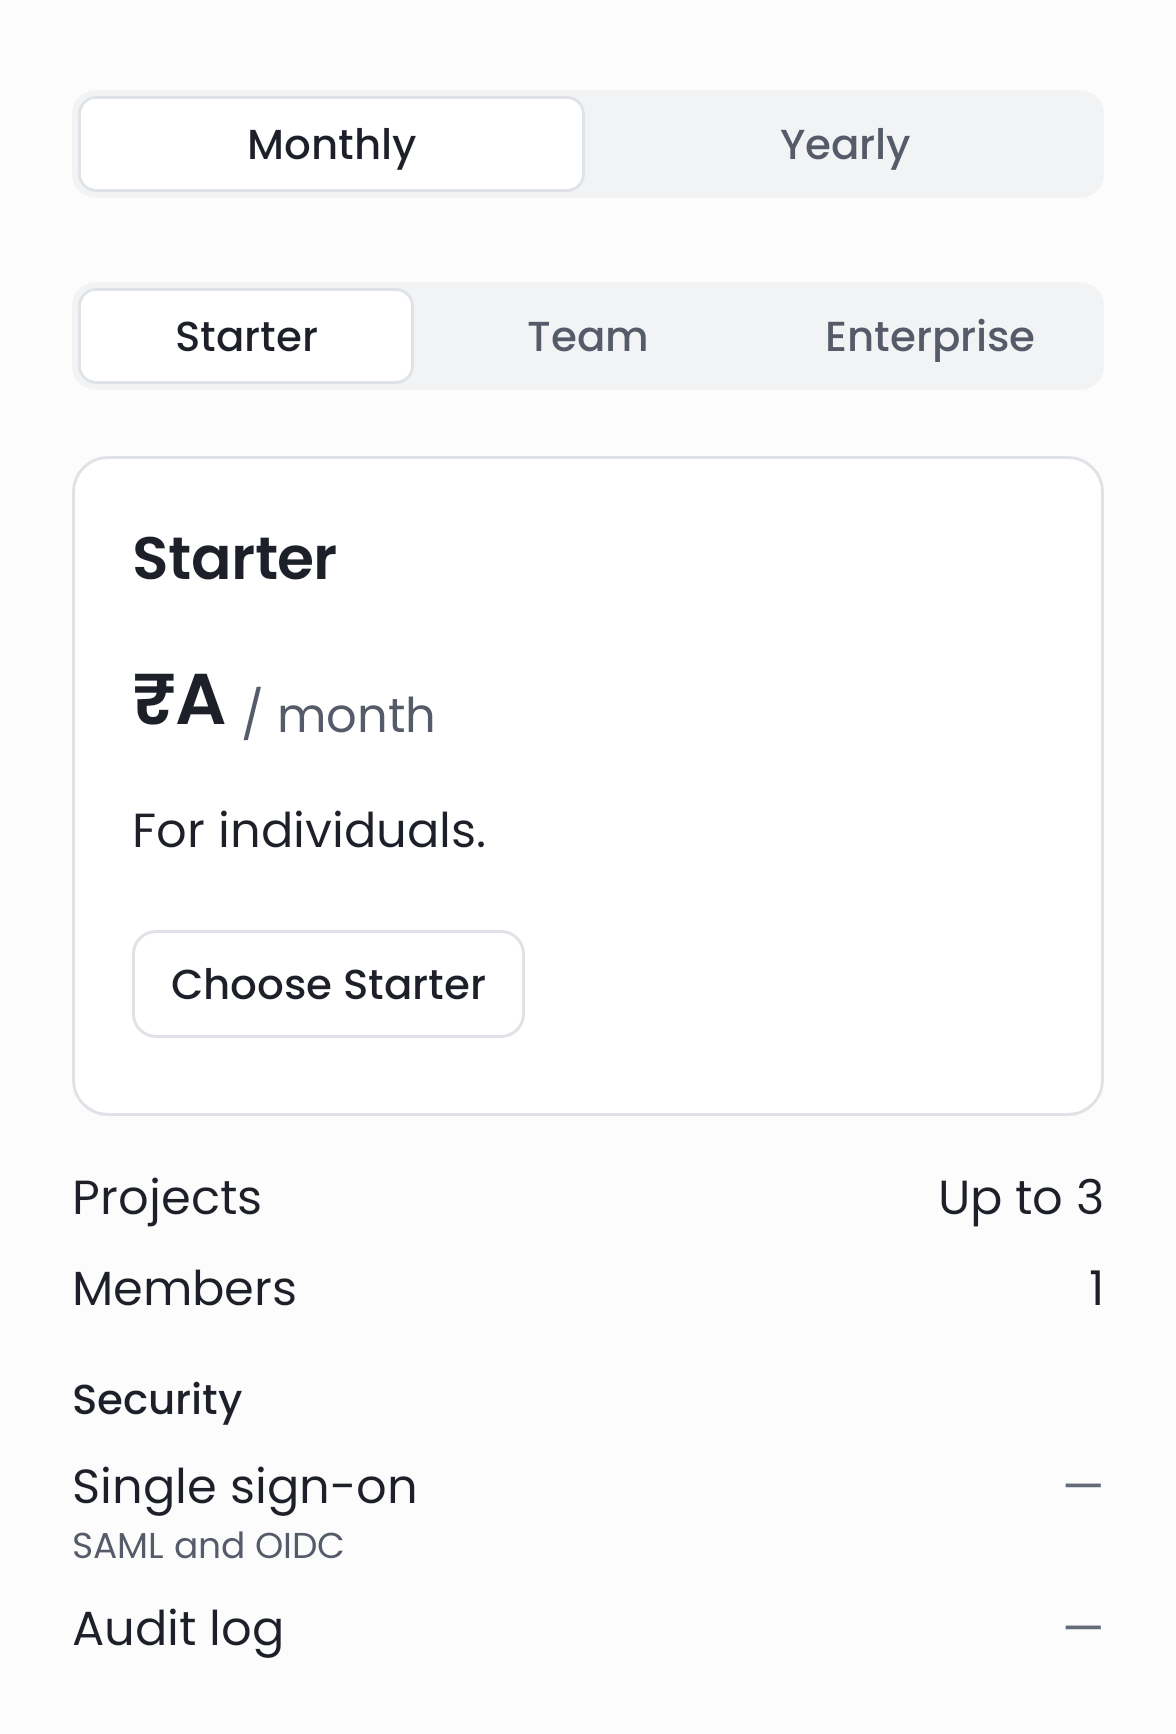 Monthly Yearly
Starter Team Enterprise
Starter
₹A / month
For individuals.
Choose Starter
Projects Up to 3
Members 1
Security
Single sign-on —
SAML and OIDC
Audit log —